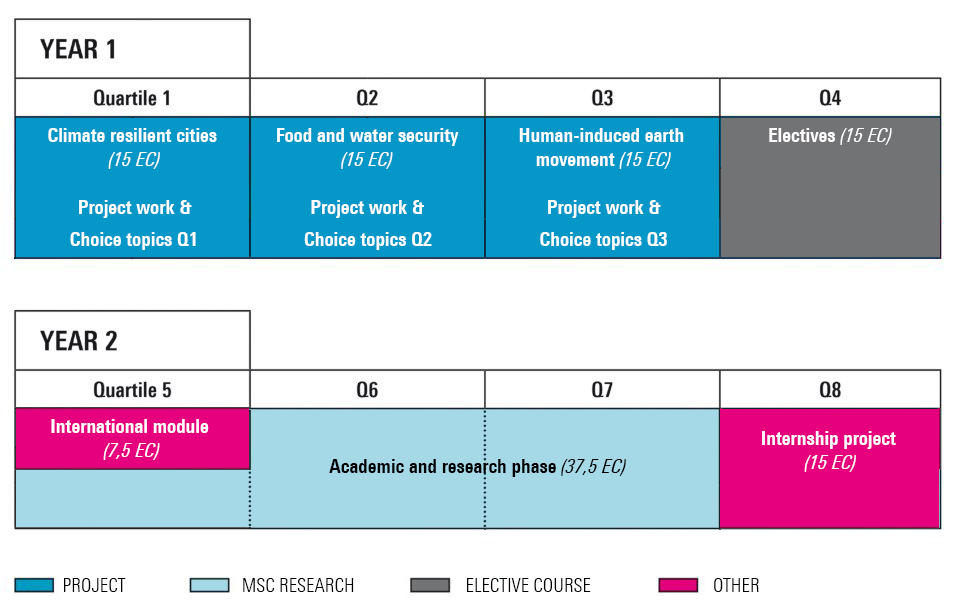 YEAR 1
Quartile 1
Q2
Q3
Q4
Climate resilient cities
(15 EC)
Project work &
Choice topics Q1
Food and water security
(15 EC)
Project work &
Choice topics Q2
Human-induced earth
movement (15 EC)
Project work &
Choice topics Q3
Electives (15 EC)
YEAR 2
Quartile 5
Q6
Q7
Q8
International module
(7,5 EC)
Academic and research phase (37,5 EC)
Internship project
(15 EC)
PROJECT
MSC RESEARCH
ELECTIVE COURSE
OTHER